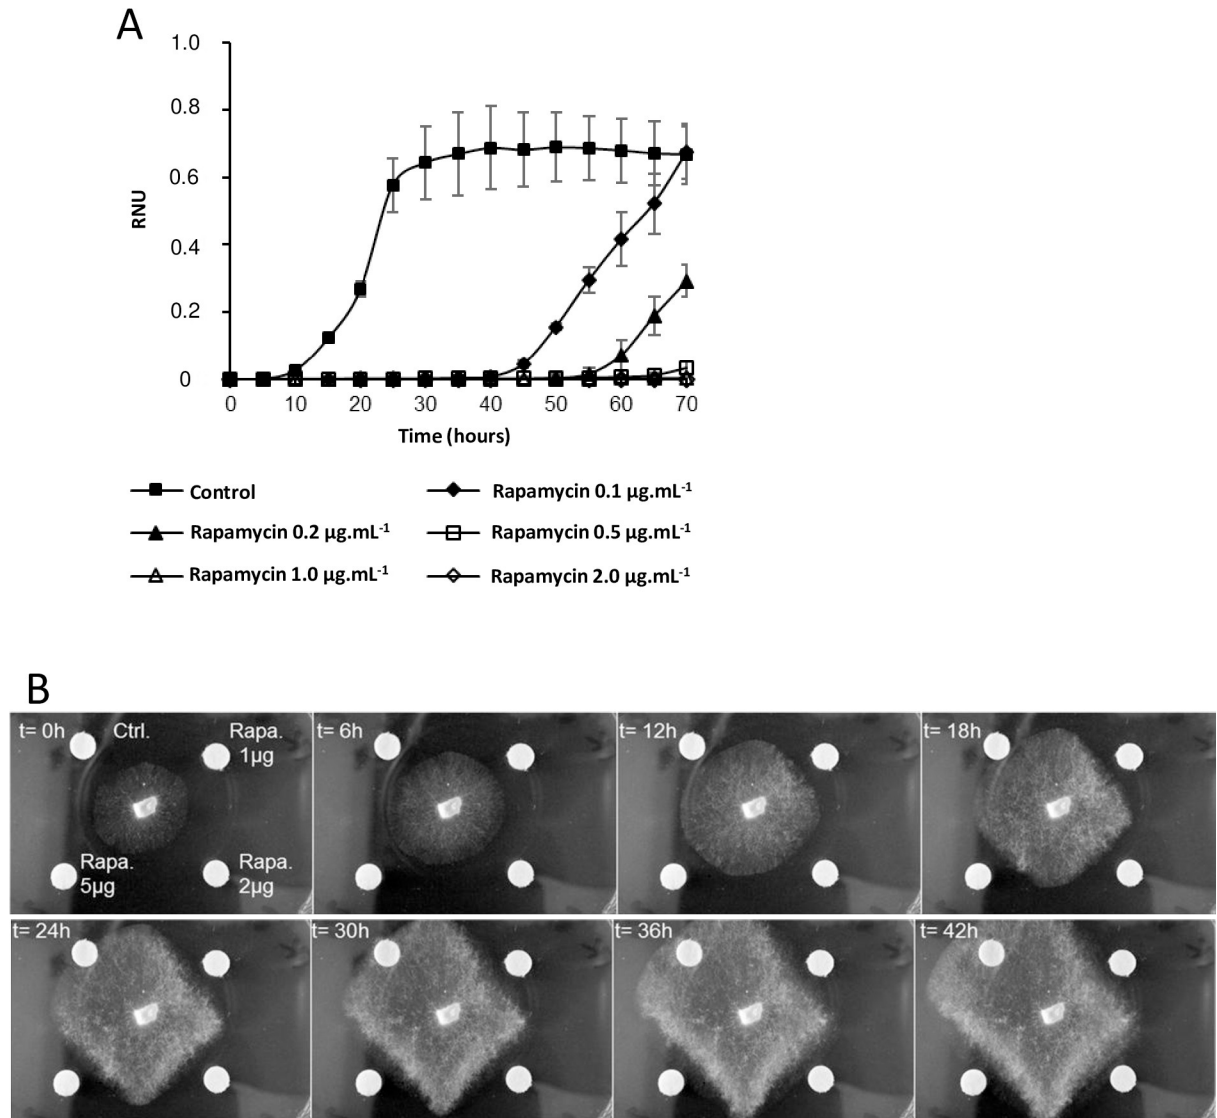 A
1.0
0.8
0.6
0.4
0.2
0
RNU
0 10 20 30 40 50 60 70
Time (hours)
Control Rapamycin 0.1 µg.mL-1
Rapamycin 0.2 µg.mL-1 Rapamycin 0.5 µg.mL-1
Rapamycin 1.0 µg.mL-1 Rapamycin 2.0 µg.mL-1
B
t= 0h Ctrl. Rapa. t= 6h t= 12h t= 18h
1µg
Rapa. Rapa.
5µg 2µg
t= 24h t= 30h t= 36h t= 42h